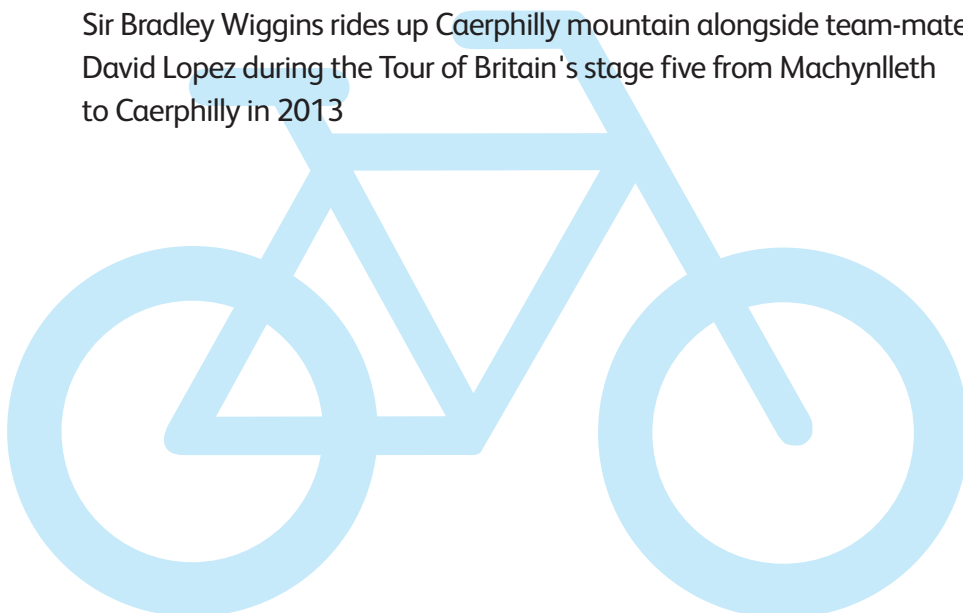 Sir Bradley Wiggins rides up Caerphilly mountain alongside team-mate
David Lopez during the Tour of Britain's stage five from Machynlleth
to Caerphilly in 2013